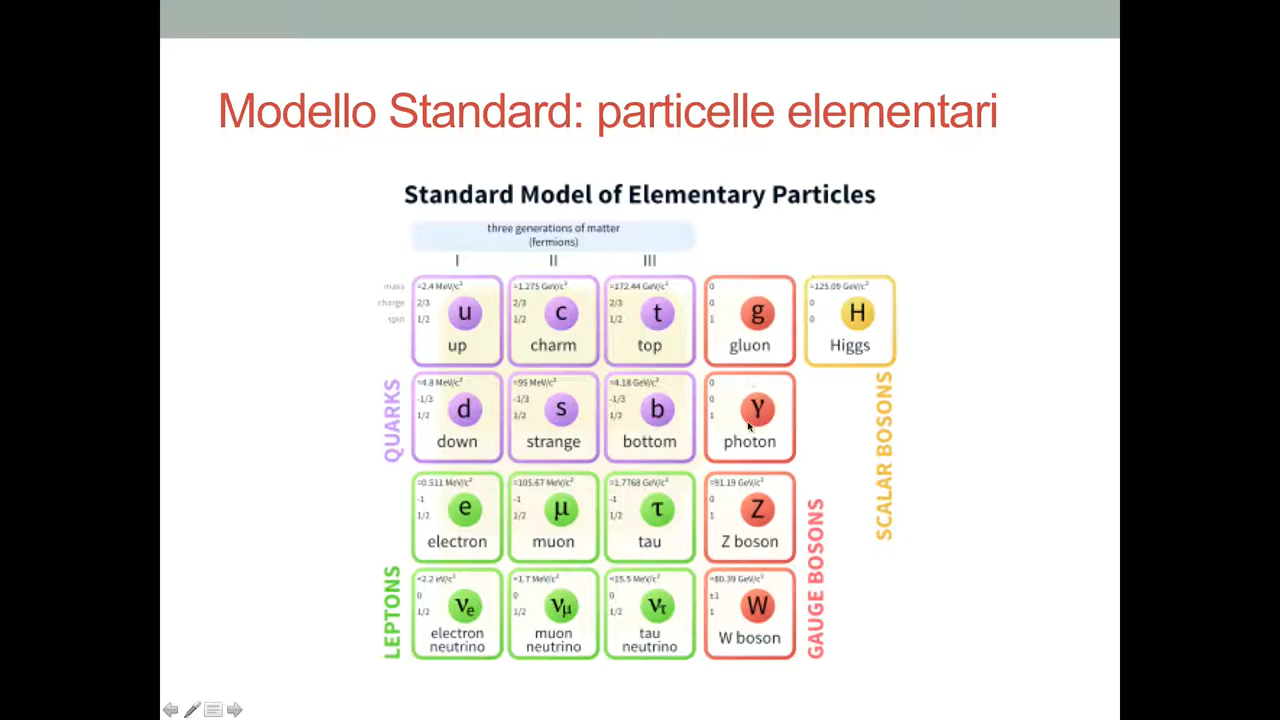 Modello Standard: particelle elementari
Standard Model of Elementary Particles
three generations of matter
(fermions)
I II III
mass
charge
spin
≈2.4 MeV/c²
2/3
1/2
u
up
≈1.275 GeV/c²
2/3
1/2
c
charm
≈172.44 GeV/c²
2/3
1/2
t
top
0
0
1
g
gluon
≈125.09 GeV/c²
0
0
H
Higgs
QUARKS
≈4.8 MeV/c²
-1/3
1/2
d
down
≈95 MeV/c²
-1/3
1/2
s
strange
≈4.18 GeV/c²
-1/3
1/2
b
bottom
0
0
1
γ
photon
SCALAR BOSONS
≈0.511 MeV/c²
-1
1/2
e
electron
≈105.67 MeV/c²
-1
1/2
μ
muon
≈1.7768 GeV/c²
-1
1/2
τ
tau
≈91.19 GeV/c²
0
1
Z
Z boson
GAUGE BOSONS
LEPTONS
<2.2 eV/c²
0
1/2
νe
electron
neutrino
<1.7 MeV/c²
0
1/2
νμ
muon
neutrino
<15.5 MeV/c²
0
1/2
ντ
tau
neutrino
≈80.39 GeV/c²
±1
1
W
W boson